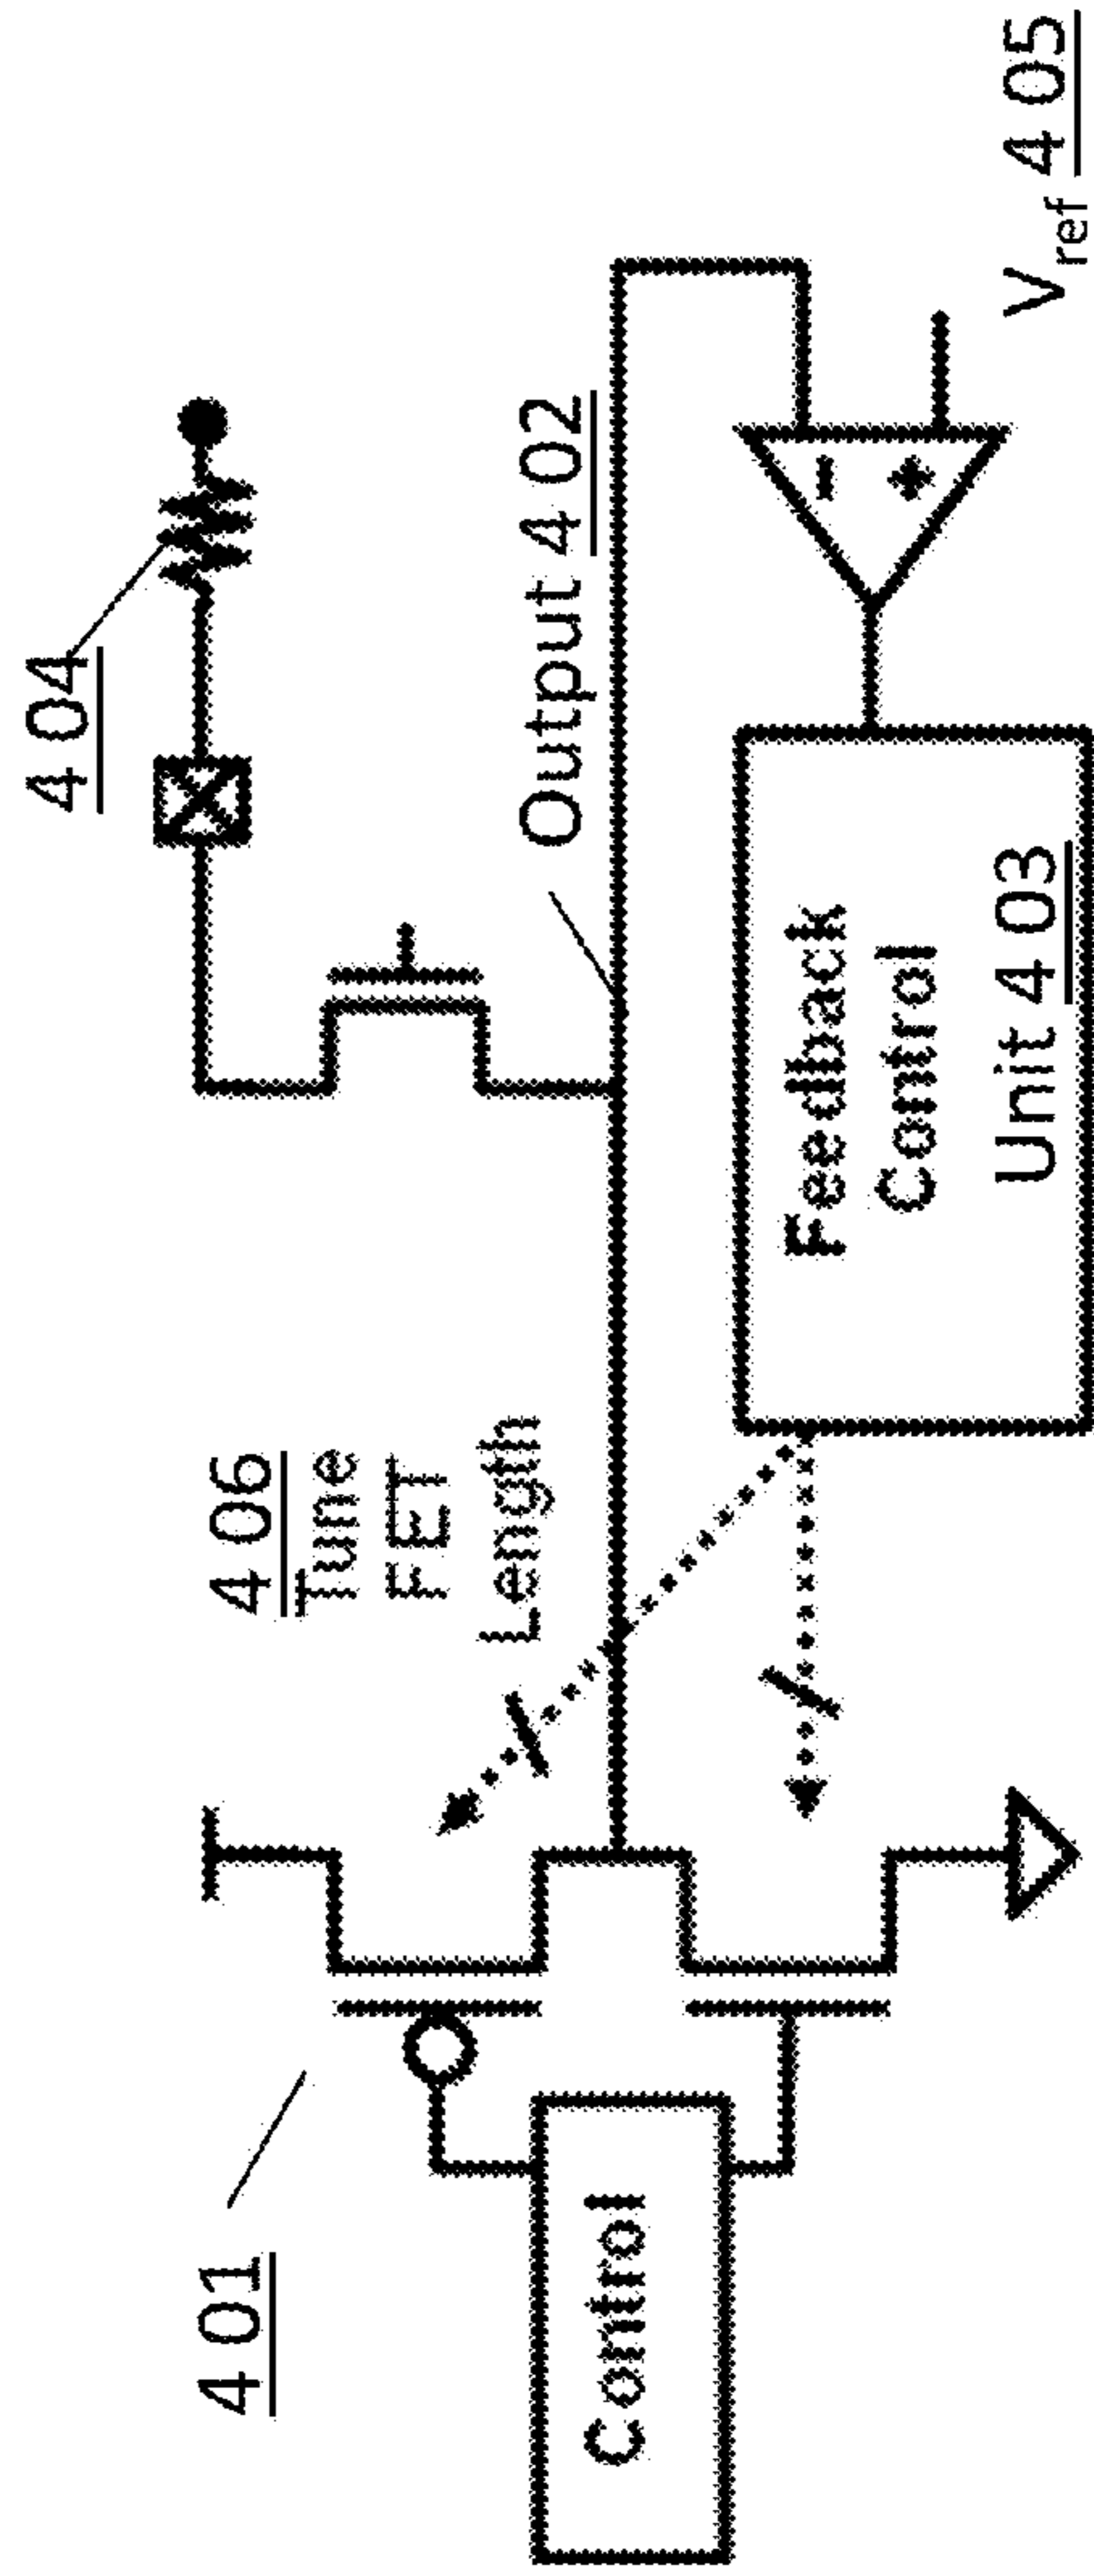 4 04
4 06
Tune
FET
Length
4 01
Output 4 02
Control
Feedback
Control
Unit 4 03
-
+
Vref 4 05